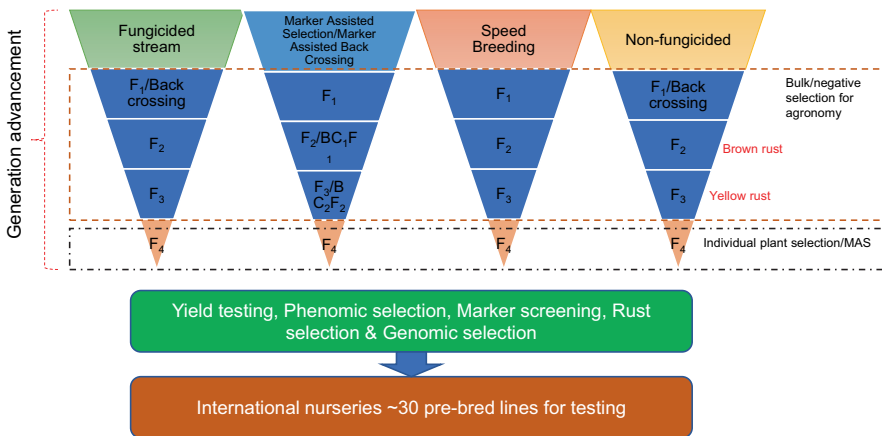 Fungicided
stream
Marker Assisted
Selection/Marker
Assisted Back
Crossing
Speed
Breeding
Non-fungicided
Generation advancement
F1/Back
crossing
F1
F1
F1/Back
crossing
Bulk/negative
selection for
agronomy
F2
F2/BC1F
1
F2
F2
Brown rust
F3
F3/B
C2F2
F3
F3
Yellow rust
F4
F4
F4
F4
Individual plant selection/MAS
Yield testing, Phenomic selection, Marker screening, Rust
selection & Genomic selection
International nurseries ~30 pre-bred lines for testing